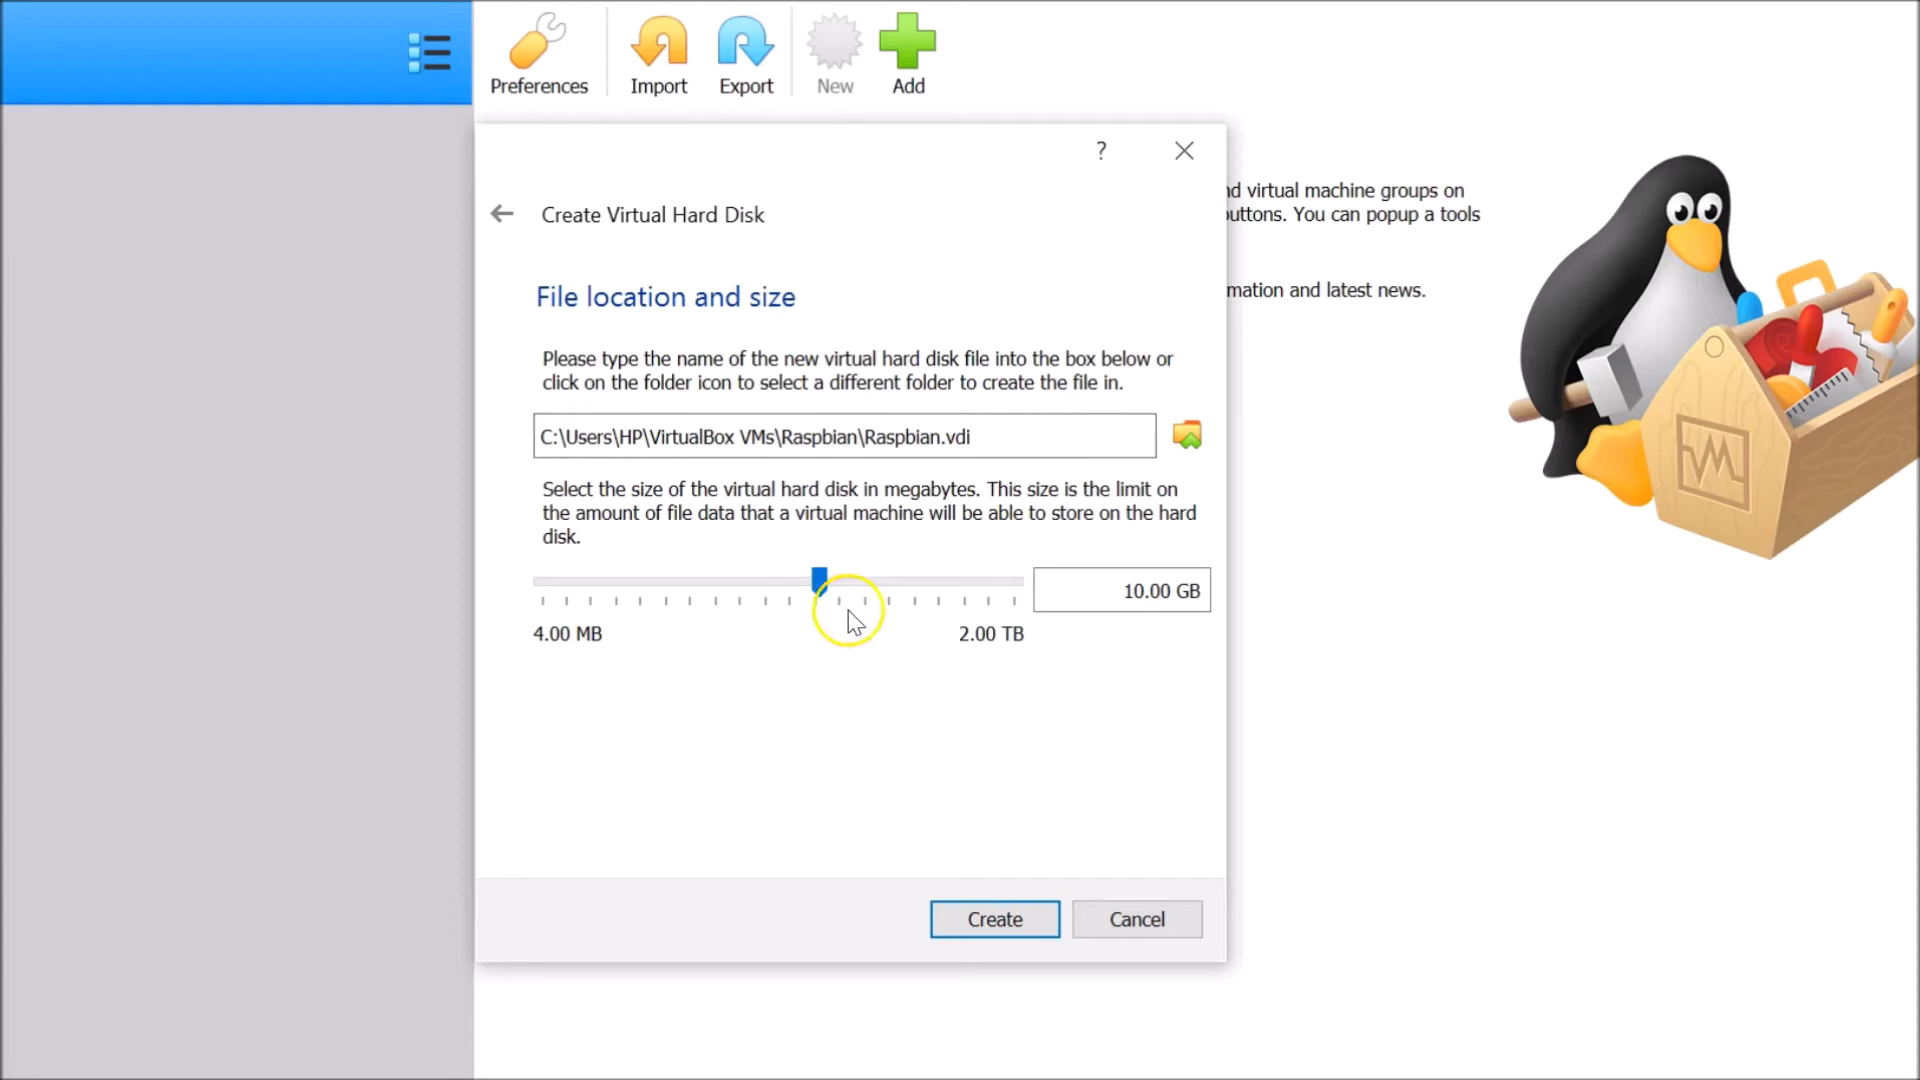 Preferences
Import
Export
New
Add
?
Create Virtual Hard Disk
virtual machine groups on
You can popup a tools
and latest news.
File location and size
Please type the name of the new virtual hard disk file into the box below or
click on the folder icon to select a different folder to create the file in.
C:\Users\HP\VirtualBox VMs\Raspbian\Raspbian.vdi
Select the size of the virtual hard disk in megabytes. This size is the limit on
the amount of file data that a virtual machine will be able to store on the hard
disk.
10.00 GB
4.00 MB
2.00 TB
Create
Cancel